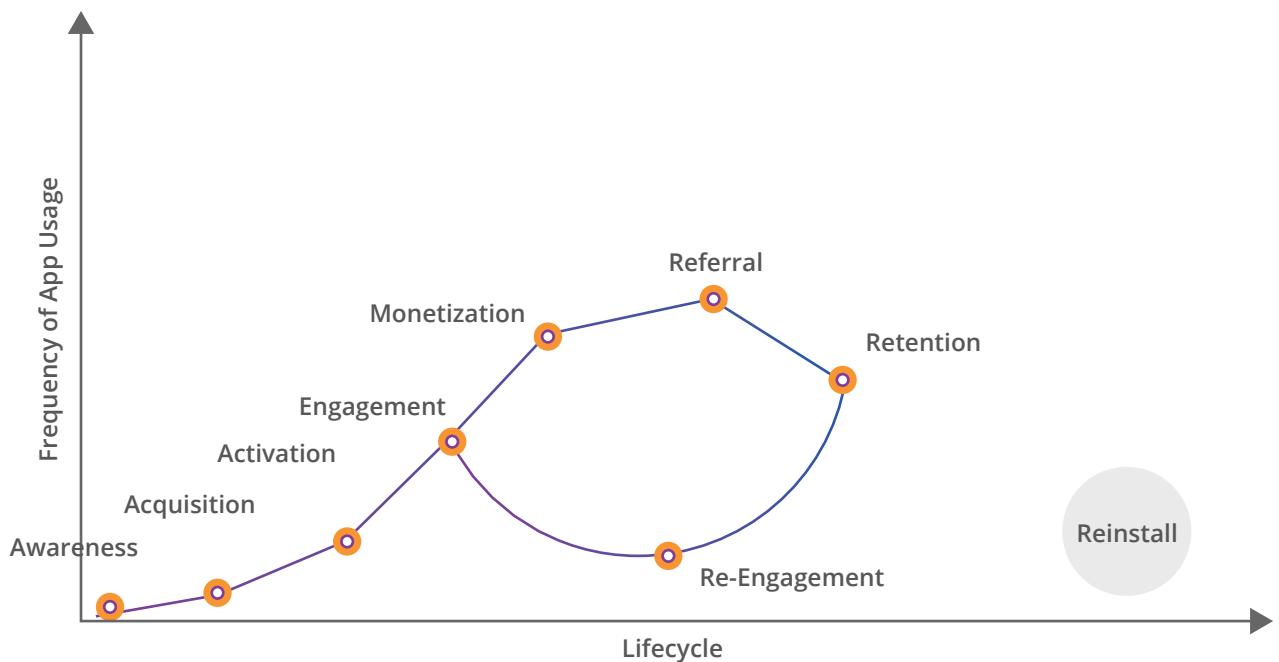 Frequency of App Usage
Referral
Monetization
Retention
Engagement
Activation
Acquisition
Awareness
Reinstall
Re-Engagement
Lifecycle